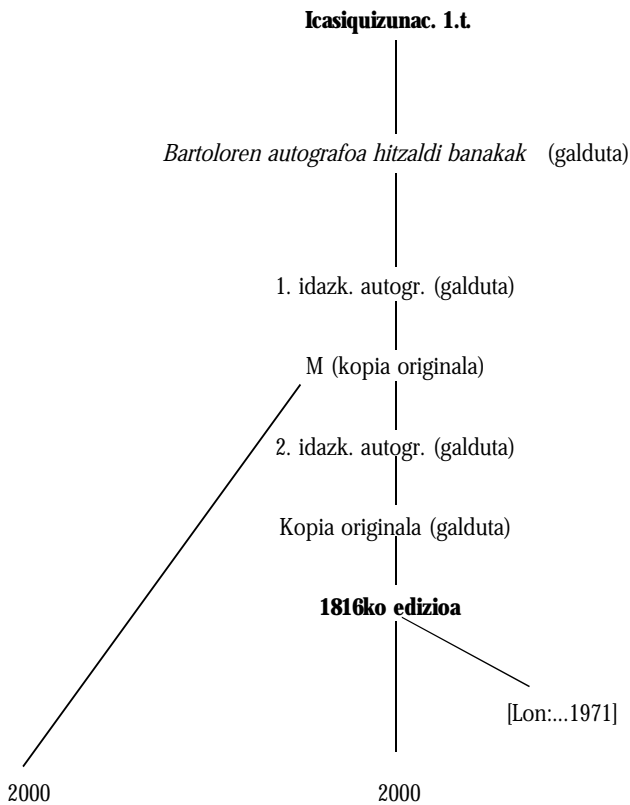 Icasiquizunac. 1.t.
Bartoloren autografoa hitzaldi banakak (galduta)
1. idazk. autogr. (galduta)
M (kopia originala)
2. idazk. autogr. (galduta)
Kopia originala (galduta)
1816ko edizioa
[Lon:...1971]
2000 2000